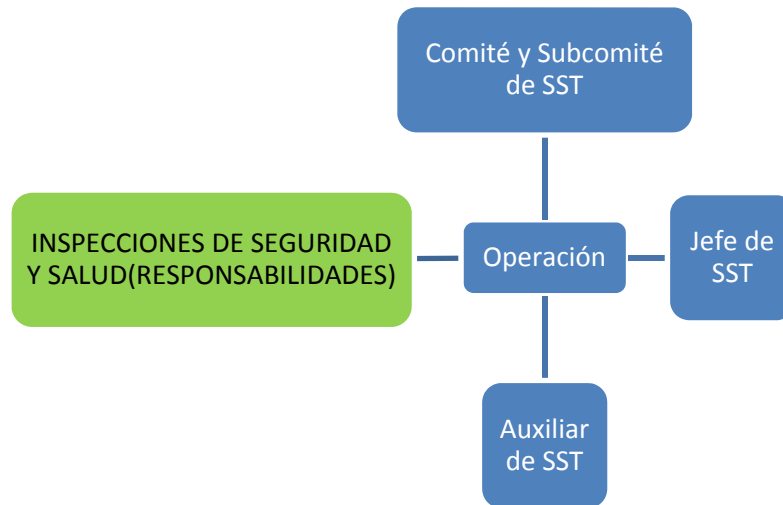 Comité y Subcomité
de SST
INSPECCIONES DE SEGURIDAD
Y SALUD(RESPONSABILIDADES)
Operación
Jefe de
SST
Auxiliar
de SST